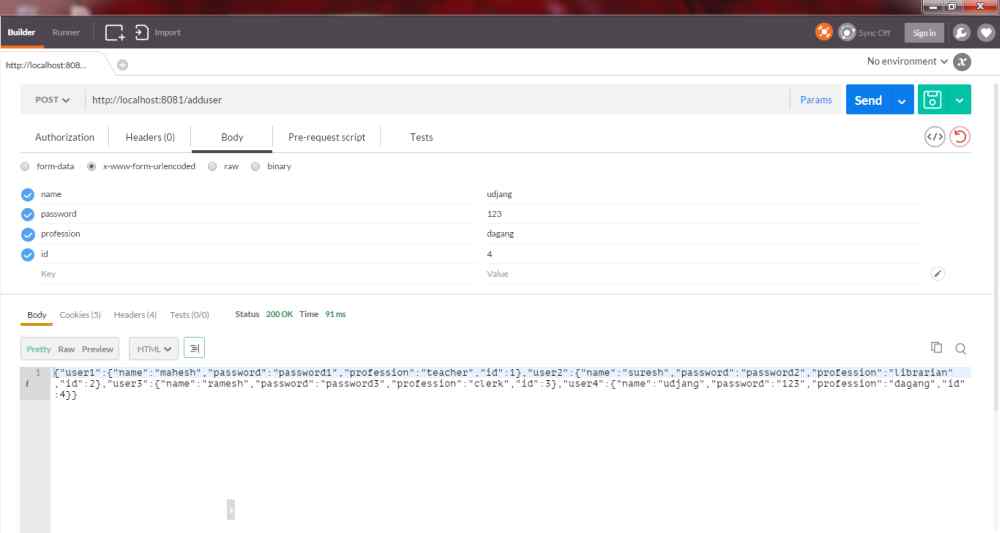 Builder Runner Import Sync Off Sign in
http://localhost:808... No environment
POST http://localhost:8081/adduser Params Send
Authorization Headers (0) Body Pre-request script Tests
form-data x-www-form-urlencoded raw binary
name udjang
password 123
profession dagang
id 4
Key Value
Body Cookies (3) Headers (4) Tests (0/0) Status 200 OK Time 91 ms
Pretty Raw Preview HTML
1 {"user1":{"name":"mahesh","password":"password1","profession":"teacher","id":1},"user2":{"name":"suresh","password":"password2","profession":"librarian"
i ,"id":2},"user3":{"name":"ramesh","password":"password3","profession":"clerk","id":3},"user4":{"name":"udjang","password":"123","profession":"dagang","id"
:4}}